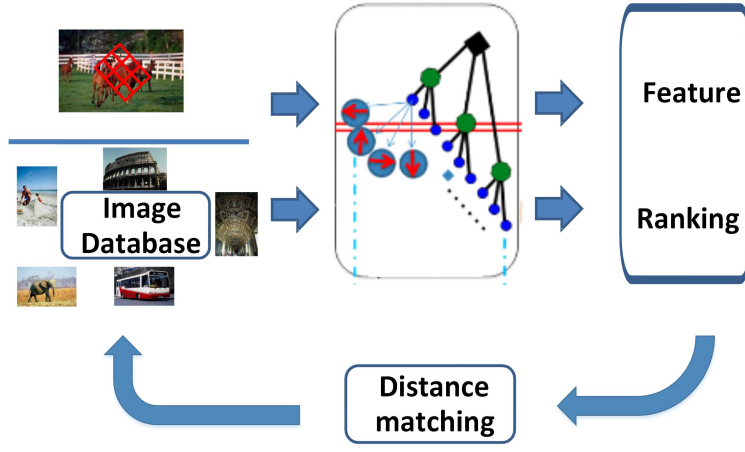 Feature
Image
Database
Ranking
Distance
matching